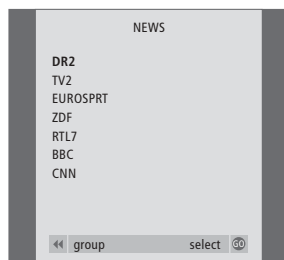 NEWS
DR2
TV2
EUROSPRT
ZDF
RTL7
BBC
CNN
group select GO